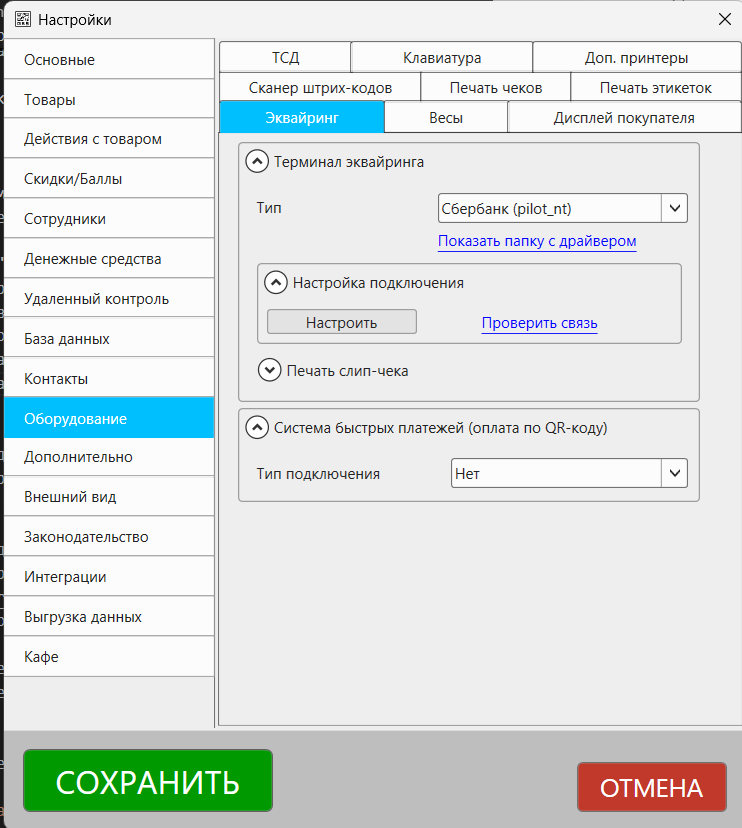 Настройки
Основные
Товары
Действия с товаром
Скидки/Баллы
Сотрудники
Денежные средства
Удаленный контроль
База данных
Контакты
Оборудование
Дополнительно
Внешний вид
Законодательство
Интеграции
Выгрузка данных
Кафе
ТСД
Клавиатура
Доп. принтеры
Сканер штрих-кодов
Печать чеков
Печать этикеток
Эквайринг
Весы
Дисплей покупателя
Терминал эквайринга
Тип
Сбербанк (pilot_nt)
Показать папку с драйвером
Настройка подключения
Настроить
Проверить связь
Печать слип-чека
Система быстрых платежей (оплата по QR-коду)
Тип подключения
Нет
СОХРАНИТЬ
ОТМЕНА